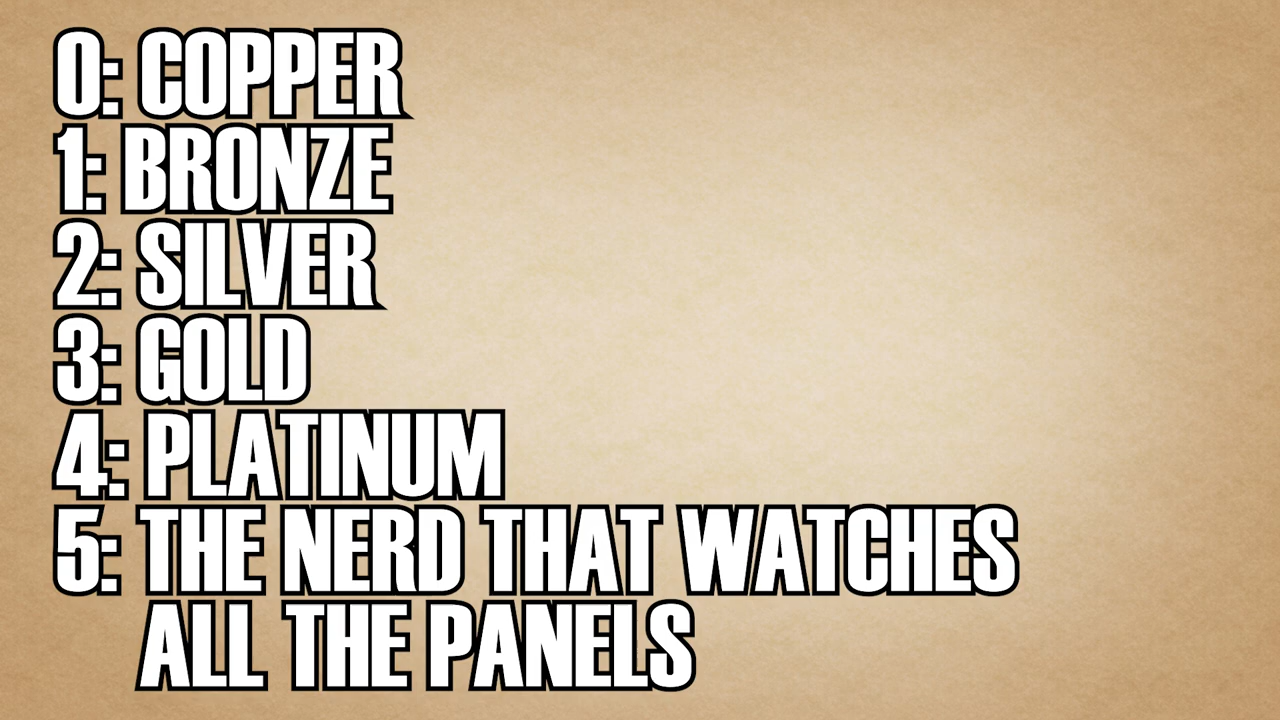 0: COPPER
1: BRONZE
2: SILVER
3: GOLD
4: PLATINUM
5: THE NERD THAT WATCHES
ALL THE PANELS